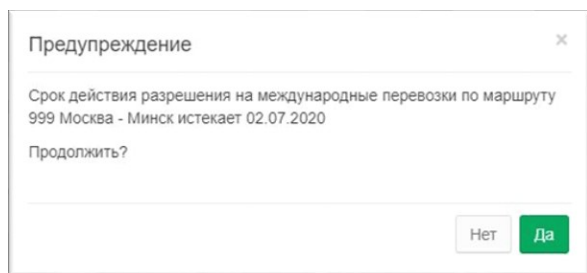 Предупреждение
×
Срок действия разрешения на международные перевозки по маршруту
999 Москва - Минск истекает 02.07.2020
Продолжить?
Нет
Да